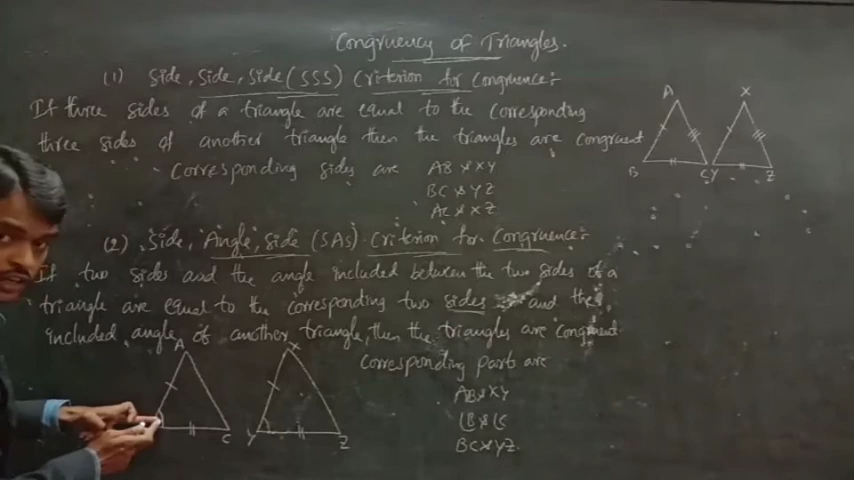 Congruency of Triangles.
(1) Side, Side, Side (SSS) Criterion for Congruence:-
If three sides of a triangle are equal to the corresponding
three sides of another triangle then the triangles are congruent
Corresponding sides are AB & XY
BC & YZ
AC & XZ
A X
B C Y Z
(2) Side, Angle, Side (SAS) Criterion for Congruence:-
If two sides and the angle included between the two sides of a
triangle are equal to the corresponding two sides and the
included angle of another triangle, then the triangles are congruent
A X
C Y Z
Corresponding parts are
AB & XY
∠B &
BC & YZ